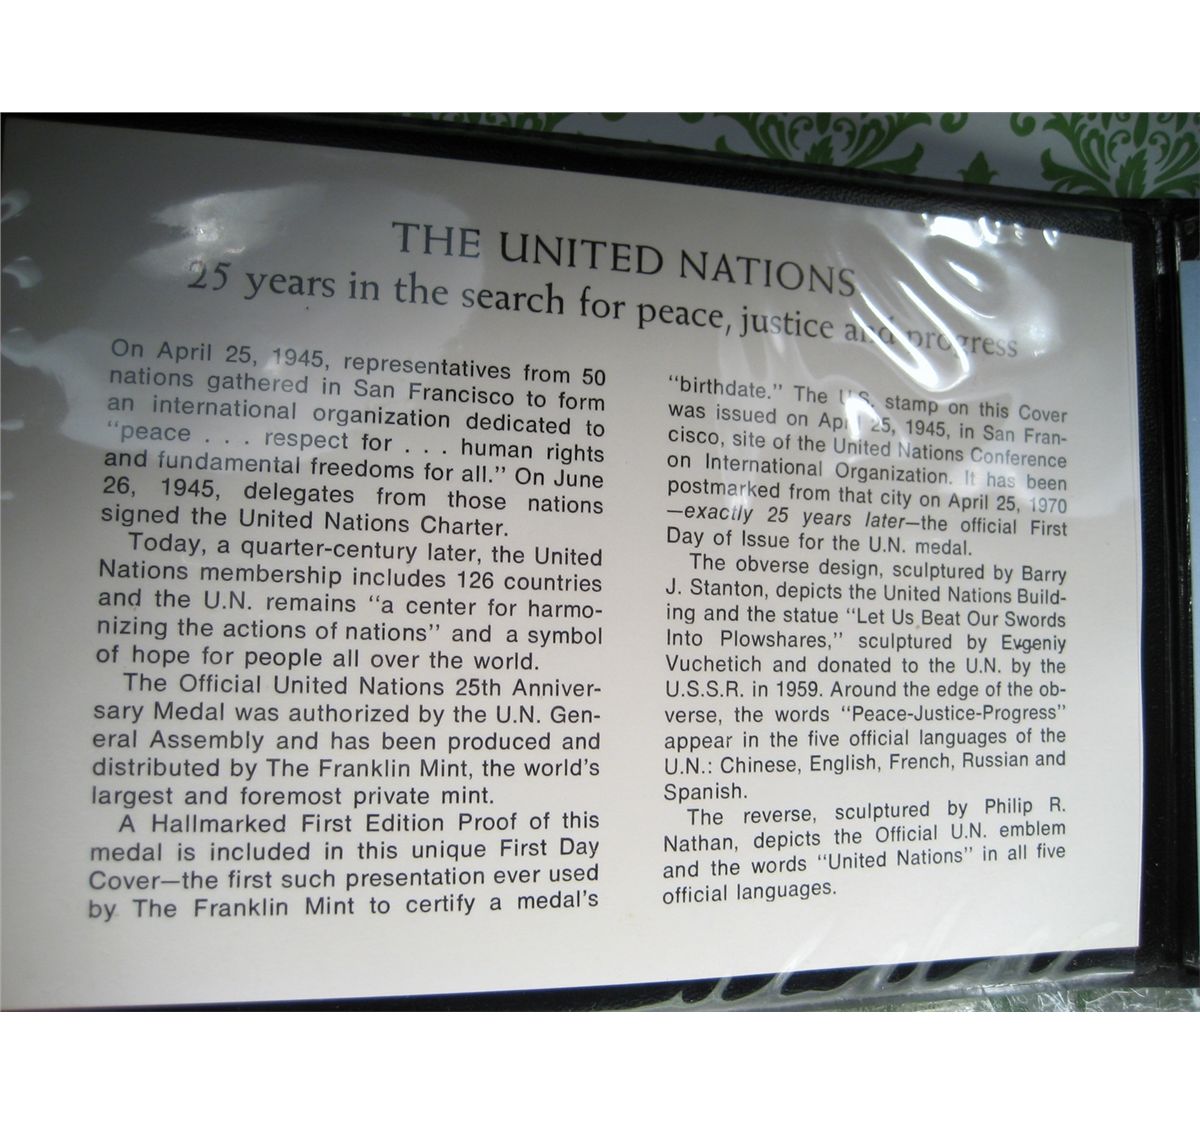 THE UNITED NATIONS
25 years in the search for peace, justice and progress
On April 25, 1945, representatives from 50
nations gathered in San Francisco to form
an international organization dedicated to
“peace . . . respect for . . . human rights
and fundamental freedoms for all.” On June
26, 1945, delegates from those nations
signed the United Nations Charter.
Today, a quarter-century later, the United
Nations membership includes 126 countries
and the U.N. remains “a center for harmo-
nizing the actions of nations” and a symbol
of hope for people all over the world.
The Official United Nations 25th Anniver-
sary Medal was authorized by the U.N. Gen-
eral Assembly and has been produced and
distributed by The Franklin Mint, the world's
largest and foremost private mint.
A Hallmarked First Edition Proof of this
medal is included in this unique First Day
Cover—the first such presentation ever used
by The Franklin Mint to certify a medal's
“birthdate.” The U.S. stamp on this Cover
was issued on April 25, 1945, in San Fran-
cisco, site of the United Nations Conference
on International Organization. It has been
postmarked from that city on April 25, 1970
—exactly 25 years later—the official First
Day of Issue for the U.N. medal.
The obverse design, sculptured by Barry
J. Stanton, depicts the United Nations Build-
ing and the statue “Let Us Beat Our Swords
Into Plowshares,” sculptured by Evgeniy
Vuchetich and donated to the U.N. by the
U.S.S.R. in 1959. Around the edge of the ob-
verse, the words “Peace-Justice-Progress”
appear in the five official languages of the
U.N.: Chinese, English, French, Russian and
Spanish.
The reverse, sculptured by Philip R.
Nathan, depicts the Official U.N. emblem
and the words “United Nations” in all five
official languages.